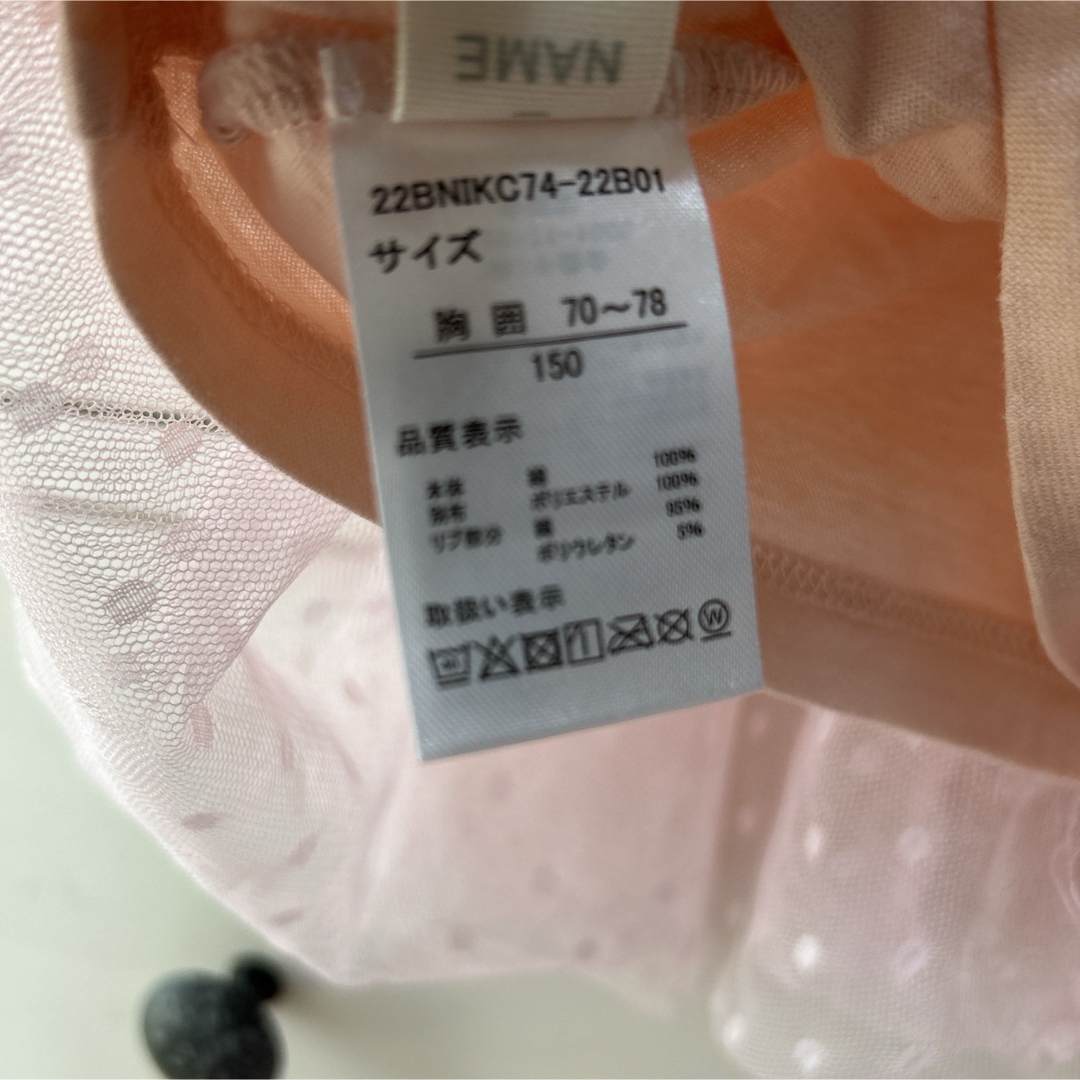 NAME
22BNIKC74-22B01
サイズ
胸 囲 70～78
150
品質表示
本体 綿 100%
別布 ポリエステル 100%
リブ部分 綿 95%
ポリウレタン 5%
取扱い表示
W